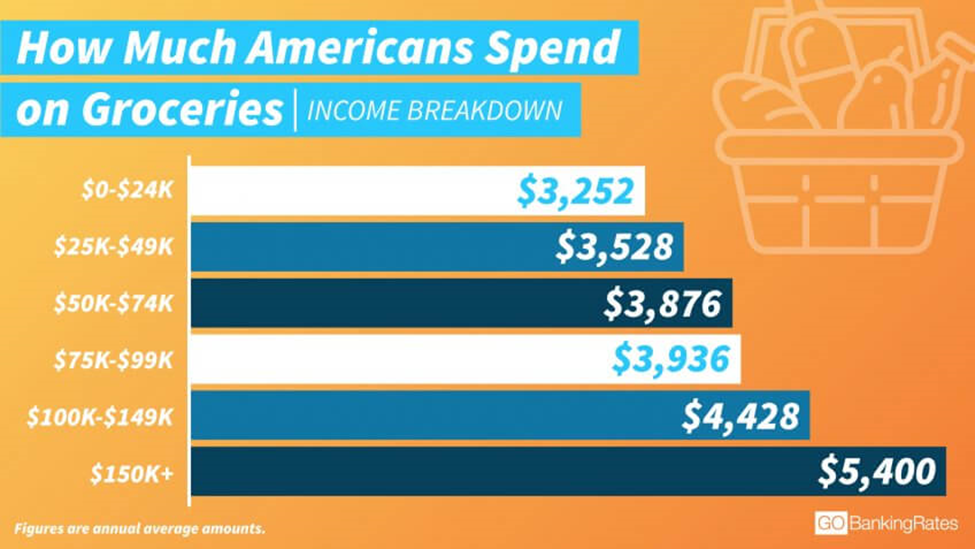 How Much Americans Spend
on Groceries | INCOME BREAKDOWN
$0-$24K $3,252
$25K-$49K $3,528
$50K-$74K $3,876
$75K-$99K $3,936
$100K-$149K $4,428
$150K+ $5,400
Figures are annual average amounts.
GOBankingRates